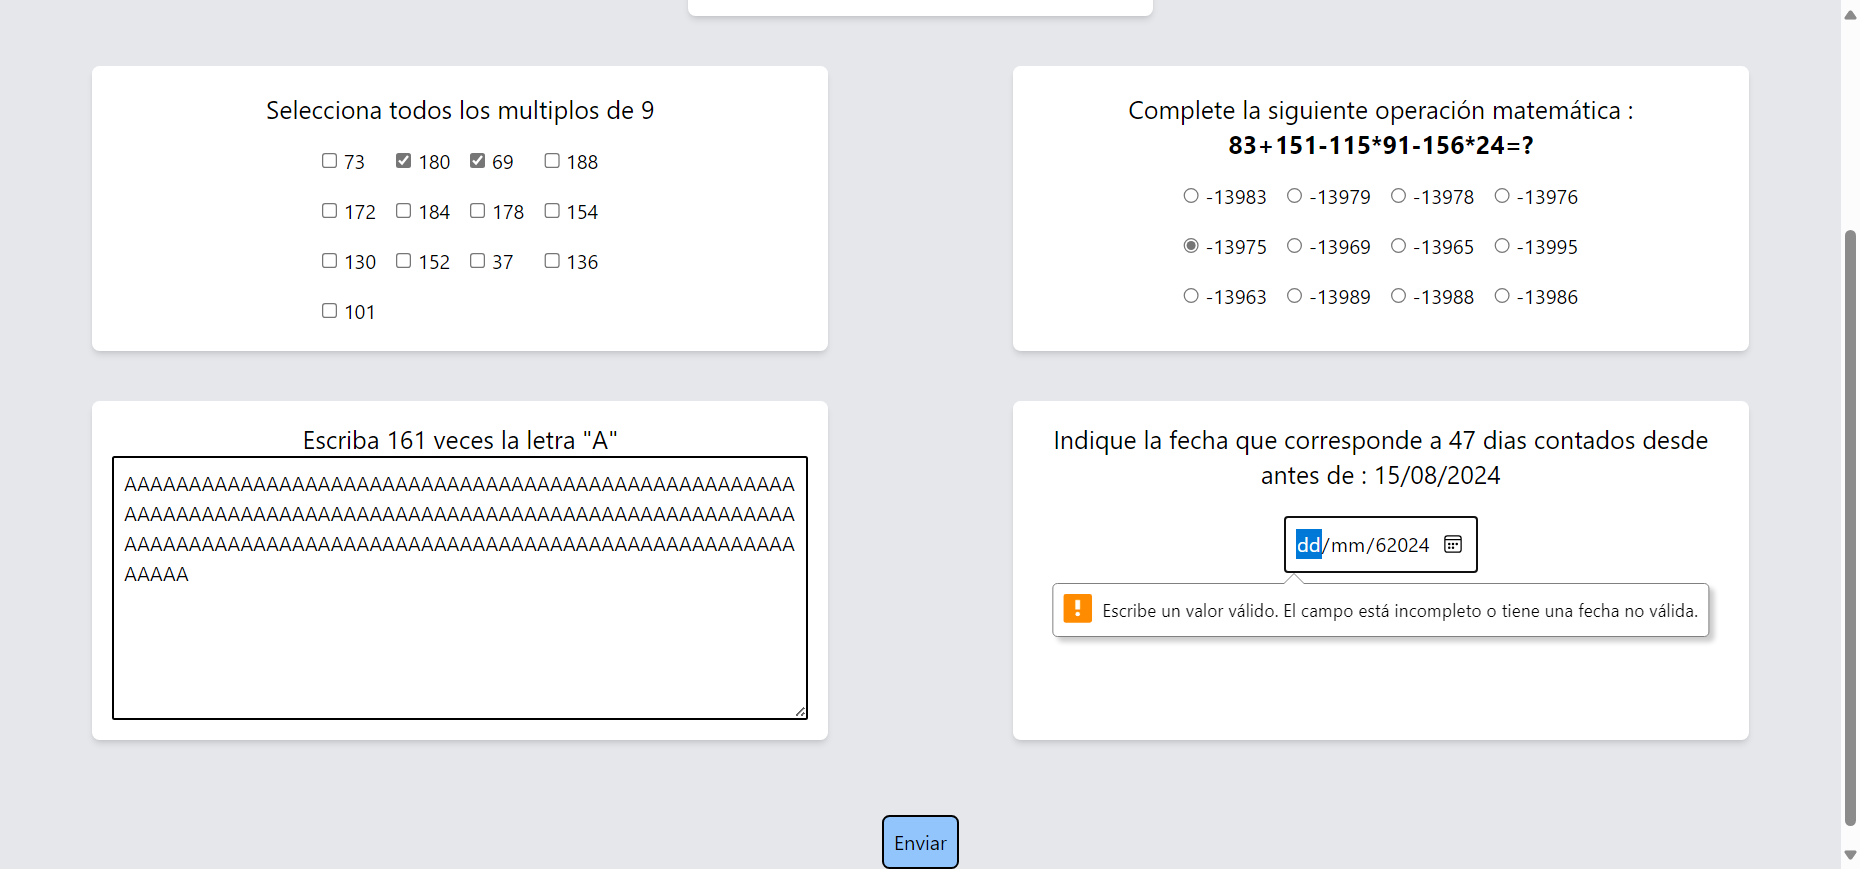 Selecciona todos los multiplos de 9
73 180 69 188
172 184 178 154
130 152 37 136
101
Complete la siguiente operación matemática :
83+151-115*91-156*24=?
-13983 -13979 -13978 -13976
-13975 -13969 -13965 -13995
-13963 -13989 -13988 -13986
Escriba 161 veces la letra "A"
AAAAAAAAAAAAAAAAAAAAAAAAAAAAAAAAAAAAAAAAAAAAAAAAAAAA
AAAAAAAAAAAAAAAAAAAAAAAAAAAAAAAAAAAAAAAAAAAAAAAAAAAA
AAAAAAAAAAAAAAAAAAAAAAAAAAAAAAAAAAAAAAAAAAAAAAAAAAAA
AAAAA
Indique la fecha que corresponde a 47 dias contados desde
antes de : 15/08/2024
dd/mm/62024
Escribe un valor válido. El campo está incompleto o tiene una fecha no válida.
Enviar